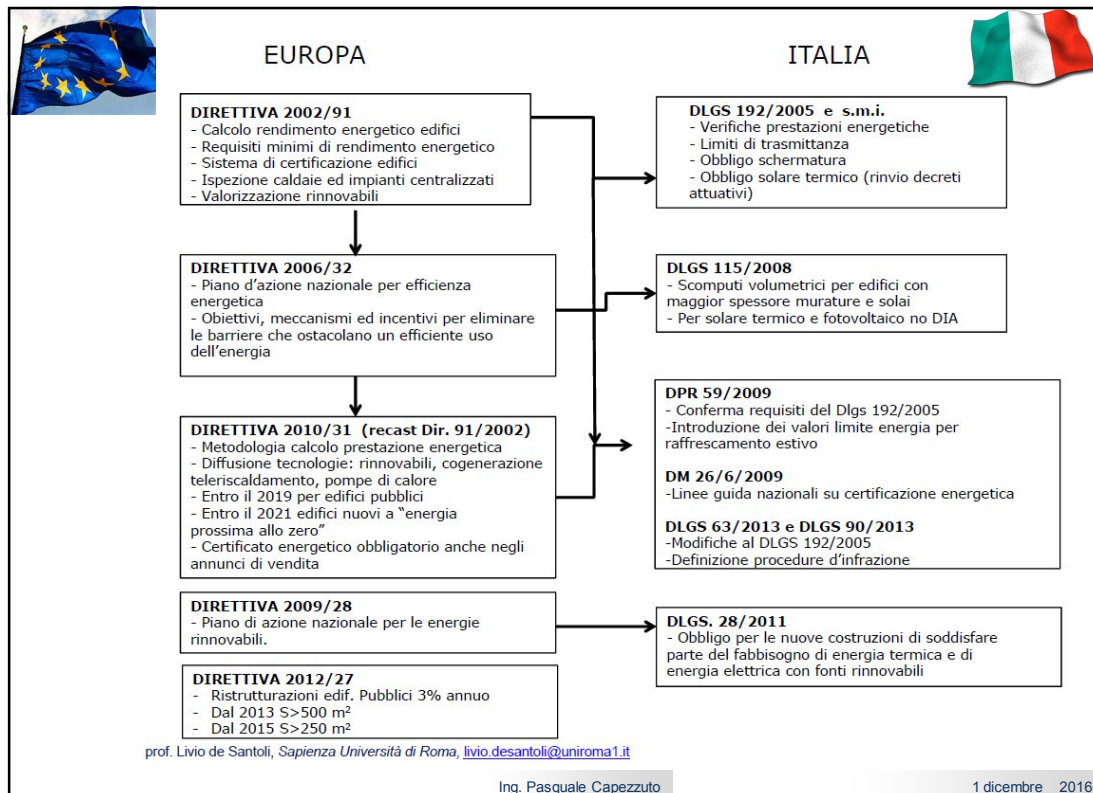 EUROPA
ITALIA
DIRETTIVA 2002/91
- Calcolo rendimento energetico edifici
- Requisiti minimi di rendimento energetico
- Sistema di certificazione edifici
- Ispezione caldaie ed impianti centralizzati
- Valorizzazione rinnovabili
DIRETTIVA 2006/32
- Piano d'azione nazionale per efficienza
energetica
- Obiettivi, meccanismi ed incentivi per eliminare
le barriere che ostacolano un efficiente uso
dell'energia
DIRETTIVA 2010/31 (recast Dir. 91/2002)
- Metodologia calcolo prestazione energetica
- Diffusione tecnologie: rinnovabili, cogenerazione
teleriscaldamento, pompe di calore
- Entro il 2019 per edifici pubblici
- Entro il 2021 edifici nuovi a "energia
prossima allo zero"
- Certificato energetico obbligatorio anche negli
annunci di vendita
DIRETTIVA 2009/28
- Piano di azione nazionale per le energie
rinnovabili.
DIRETTIVA 2012/27
- Ristrutturazioni edif. Pubblici 3% annuo
- Dal 2013 S>500 m²
- Dal 2015 S>250 m²
DLGS 192/2005 e s.m.i.
- Verifiche prestazioni energetiche
- Limiti di trasmittanza
- Obbligo schermatura
- Obbligo solare termico (rinvio decreti
attuativi)
DLGS 115/2008
- Scomputi volumetrici per edifici con
maggior spessore murature e solai
- Per solare termico e fotovoltaico no DIA
DPR 59/2009
- Conferma requisiti del Dlgs 192/2005
-Introduzione dei valori limite energia per
raffrescamento estivo
DM 26/6/2009
-Linee guida nazionali su certificazione energetica
DLGS 63/2013 e DLGS 90/2013
-Modifiche al DLGS 192/2005
-Definizione procedure d'infrazione
DLGS. 28/2011
- Obbligo per le nuove costruzioni di soddisfare
parte del fabbisogno di energia termica e di
energia elettrica con fonti rinnovabili
prof. Livio de Santoli, Sapienza Università di Roma, livio.desantoli@uniroma1.it
Ing. Pasquale Capezzuto
1 dicembre 2016